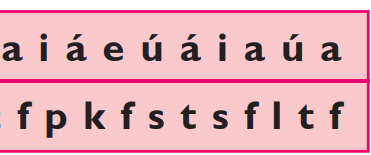 a i á e ú á i a ú a
f p k f s t s f l t f